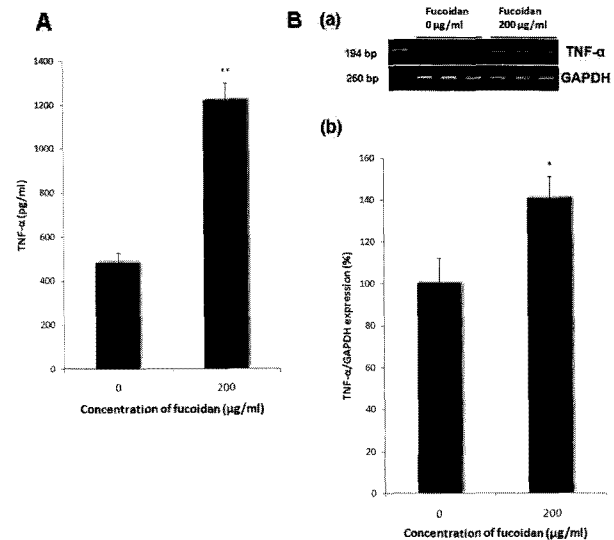 A
TNF-α (pg/ml)
1400
1200
1000
800
600
400
200
0
**
0
200
Concentration of fucoidan (μg/ml)
B
(a)
Fucoidan
0 μg/ml
Fucoidan
200 μg/ml
194 bp
TNF-α
260 bp
GAPDH
(b)
TNF-α/GAPDH expression (%)
160
140
120
100
80
60
40
20
0
*
0
200
Concentration of fucoidan (μg/ml)